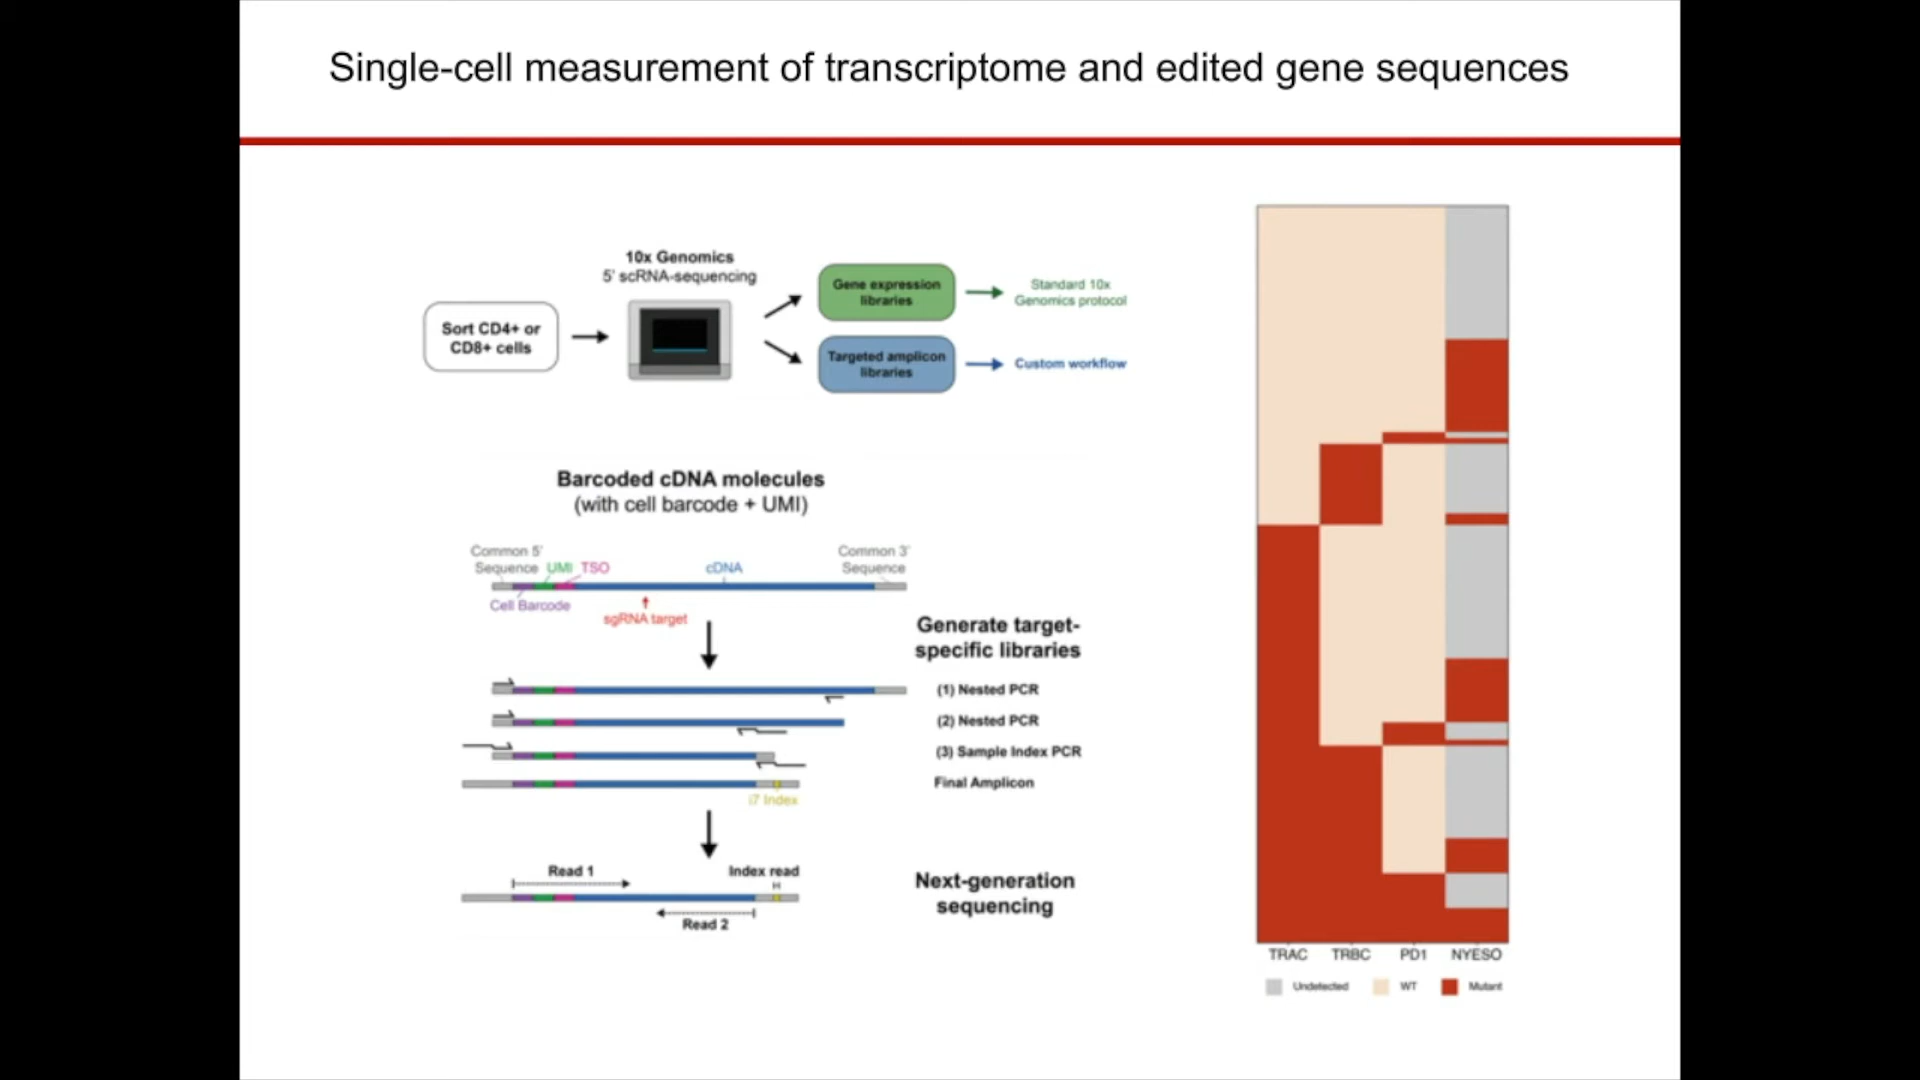 Single-cell measurement of transcriptome and edited gene sequences
10x Genomics
5' scRNA-sequencing
Sort CD4+ or
CD8+ cells
Gene expression
libraries
Standard 10x
Genomics protocol
Targeted amplicon
libraries
Custom workflow
Barcoded cDNA molecules
(with cell barcode + UMI)
Common 5'
Sequence
UMI
TSO
cDNA
Common 3'
Sequence
Cell Barcode
sgRNA target
Generate target-
specific libraries
(1) Nested PCR
(2) Nested PCR
(3) Sample Index PCR
Final Amplicon
i7 Index
Read 1
Index read
Read 2
Next-generation
sequencing
TRAC TRBC PD1 NYESO
Undetected WT Mutant